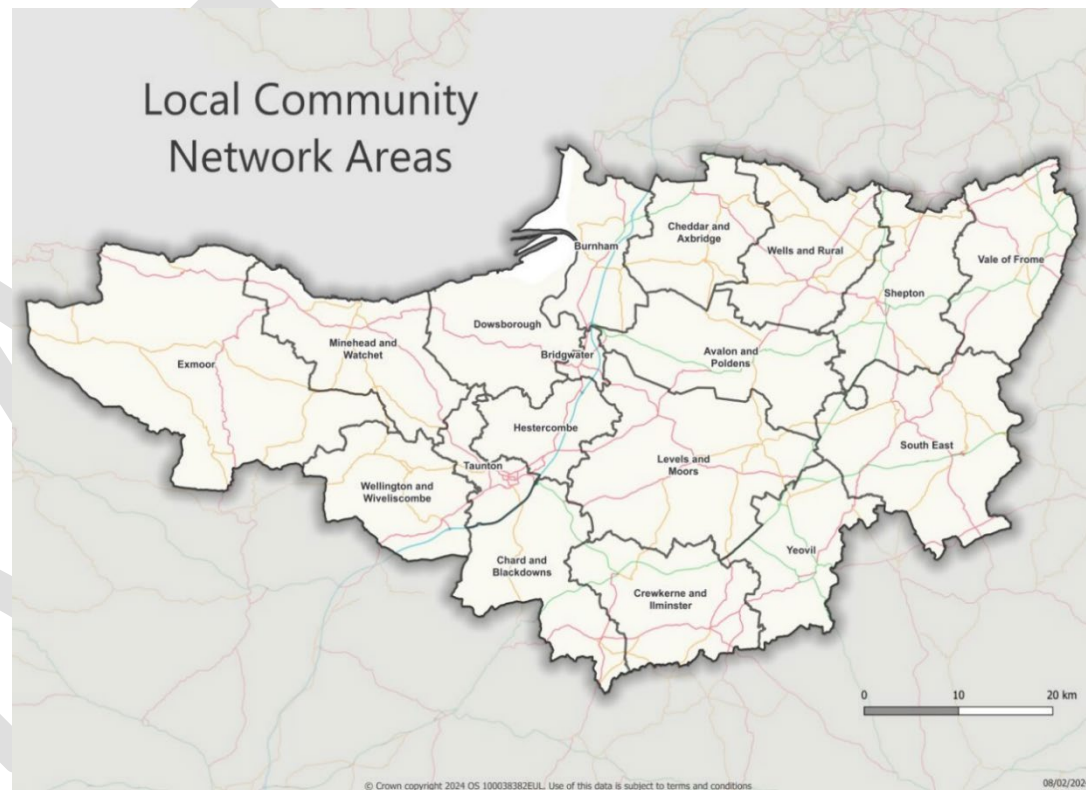 Local Community
Network Areas
Burnham
Cheddar and
Axbridge
Wells and Rural
Vale of Frome
Shepton
Dowsborough
Minehead and
Watchet
Exmoor
Bridgwater
Avalon and
Poldens
Hestercombe
South East
Levels and
Moors
Taunton
Wellington and
Wiveliscombe
Yeovil
Chard and
Blackdowns
Crewkerne and
Ilminster
0 10 20 km
© Crown copyright 2024 OS 100038382EUL. Use of this data is subject to terms and conditions